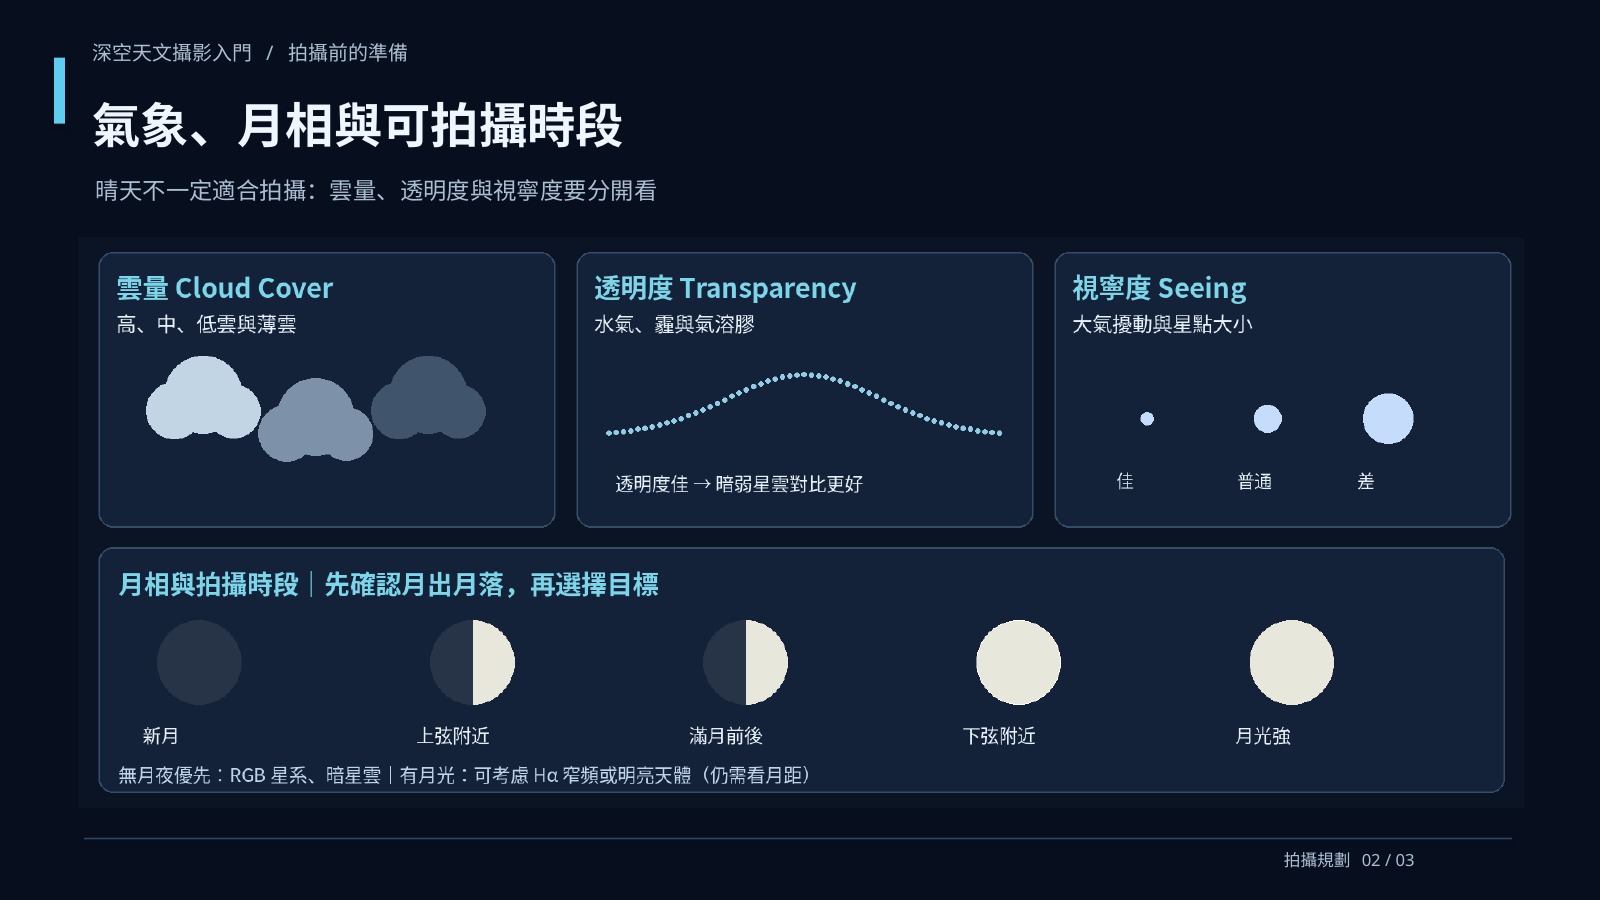 深空天文攝影入門 / 拍攝前的準備
氣象、月相與可拍攝時段
晴天不一定適合拍攝：雲量、透明度與視寧度要分開看
雲量 Cloud Cover
高、中、低雲與薄雲
透明度 Transparency
水氣、霾與氣溶膠
透明度佳 → 暗弱星雲對比更好
視寧度 Seeing
大氣擾動與星點大小
佳 普通 差
月相與拍攝時段｜先確認月出月落，再選擇目標
新月 上弦附近 滿月前後 下弦附近 月光強
無月夜優先：RGB 星系、暗星雲｜有月光：可考慮 Hα 窄頻或明亮天體（仍需看月距）
拍攝規劃 02 / 03